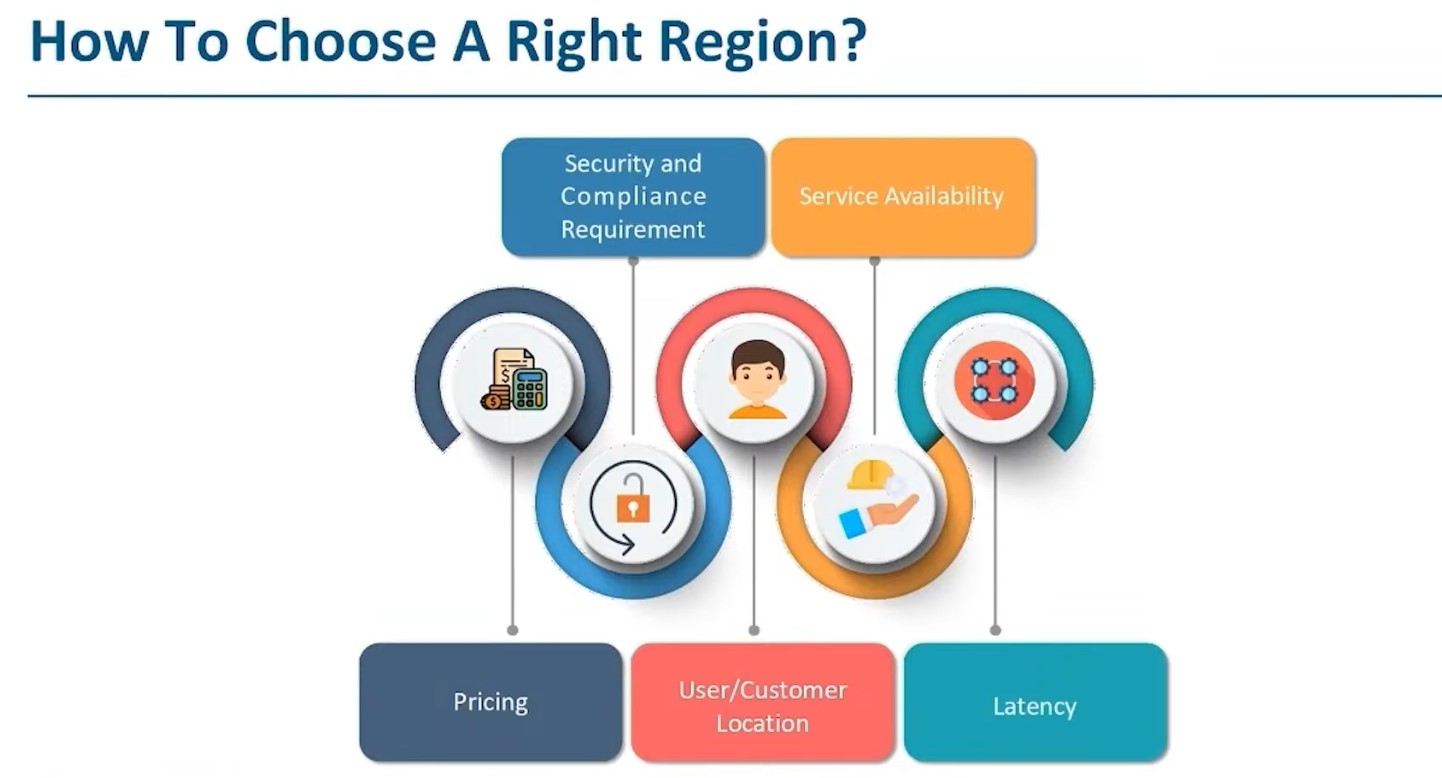 How To Choose A Right Region?
Security and
Compliance
Requirement
Service Availability
$
$
Pricing
User/Customer
Location
Latency